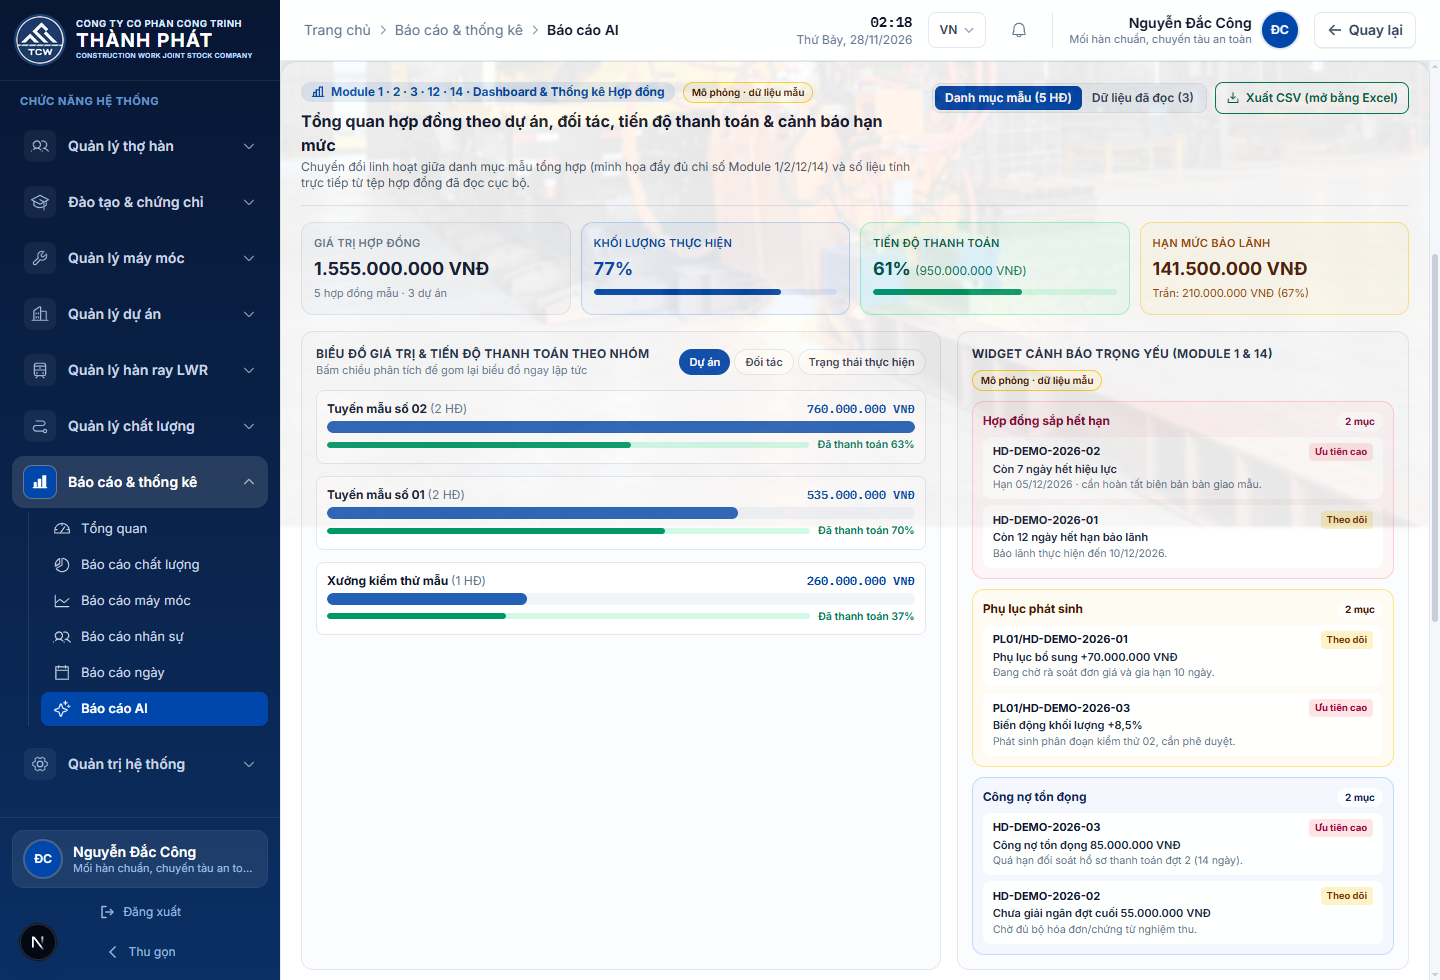 CÔNG TY CỔ PHẦN CÔNG TRÌNH
THÀNH PHÁT
CONSTRUCTION WORK JOINT STOCK COMPANY
TCW
CHỨC NĂNG HỆ THỐNG
Quản lý thợ hàn
Đào tạo & chứng chỉ
Quản lý máy móc
Quản lý dự án
Quản lý hàn ray LWR
Quản lý chất lượng
Báo cáo & thống kê
Tổng quan
Báo cáo chất lượng
Báo cáo máy móc
Báo cáo nhân sự
Báo cáo ngày
Báo cáo AI
Quản trị hệ thống
ĐC
Nguyễn Đắc Công
Mối hàn chuẩn, chuyến tàu an to...
Đăng xuất
N
Thu gọn
Trang chủ > Báo cáo & thống kê > Báo cáo AI
02:18
Thứ Bảy, 28/11/2026
VN
Nguyễn Đắc Công
Mối hàn chuẩn, chuyến tàu an toàn
ĐC
Quay lại
Module 1 · 2 · 3 · 12 · 14 · Dashboard & Thống kê Hợp đồng
Mô phỏng · dữ liệu mẫu
Danh mục mẫu (5 HĐ)
Dữ liệu đã đọc (3)
Xuất CSV (mở bằng Excel)
Tổng quan hợp đồng theo dự án, đối tác, tiến độ thanh toán & cảnh báo hạn
mức
Chuyển đổi linh hoạt giữa danh mục mẫu tổng hợp (minh họa đầy đủ chỉ số Module 1/2/12/14) và số liệu tính
trực tiếp từ tệp hợp đồng đã đọc cục bộ.
GIÁ TRỊ HỢP ĐỒNG
1.555.000.000 VNĐ
5 hợp đồng mẫu · 3 dự án
KHỐI LƯỢNG THỰC HIỆN
77%
TIẾN ĐỘ THANH TOÁN
61% (950.000.000 VNĐ)
HẠN MỨC BẢO LÃNH
141.500.000 VNĐ
Trần: 210.000.000 VNĐ (67%)
BIỂU ĐỒ GIÁ TRỊ & TIẾN ĐỘ THANH TOÁN THEO NHÓM
Bấm chiều phân tích để gom lại biểu đồ ngay lập tức
Dự án
Đối tác
Trạng thái thực hiện
Tuyến mẫu số 02 (2 HĐ)
760.000.000 VNĐ
Đã thanh toán 63%
Tuyến mẫu số 01 (2 HĐ)
535.000.000 VNĐ
Đã thanh toán 70%
Xưởng kiểm thử mẫu (1 HĐ)
260.000.000 VNĐ
Đã thanh toán 37%
WIDGET CẢNH BÁO TRỌNG YẾU (MODULE 1 & 14)
Mô phỏng · dữ liệu mẫu
Hợp đồng sắp hết hạn
2 mục
HD-DEMO-2026-02
Ưu tiên cao
Còn 7 ngày hết hiệu lực
Hạn 05/12/2026 · cần hoàn tất biên bản bàn giao mẫu.
HD-DEMO-2026-01
Theo dõi
Còn 12 ngày hết hạn bảo lãnh
Bảo lãnh thực hiện đến 10/12/2026.
Phụ lục phát sinh
2 mục
PL01/HD-DEMO-2026-01
Theo dõi
Phụ lục bổ sung +70.000.000 VNĐ
Đang chờ rà soát đơn giá và gia hạn 10 ngày.
PL01/HD-DEMO-2026-03
Ưu tiên cao
Biến động khối lượng +8,5%
Phát sinh phân đoạn kiểm thử 02, cần phê duyệt.
Công nợ tồn đọng
2 mục
HD-DEMO-2026-03
Ưu tiên cao
Công nợ tồn đọng 85.000.000 VNĐ
Quá hạn đối soát hồ sơ thanh toán đợt 2 (14 ngày).
HD-DEMO-2026-02
Theo dõi
Chưa giải ngân đợt cuối 55.000.000 VNĐ
Chờ đủ bộ hóa đơn/chứng từ nghiệm thu.